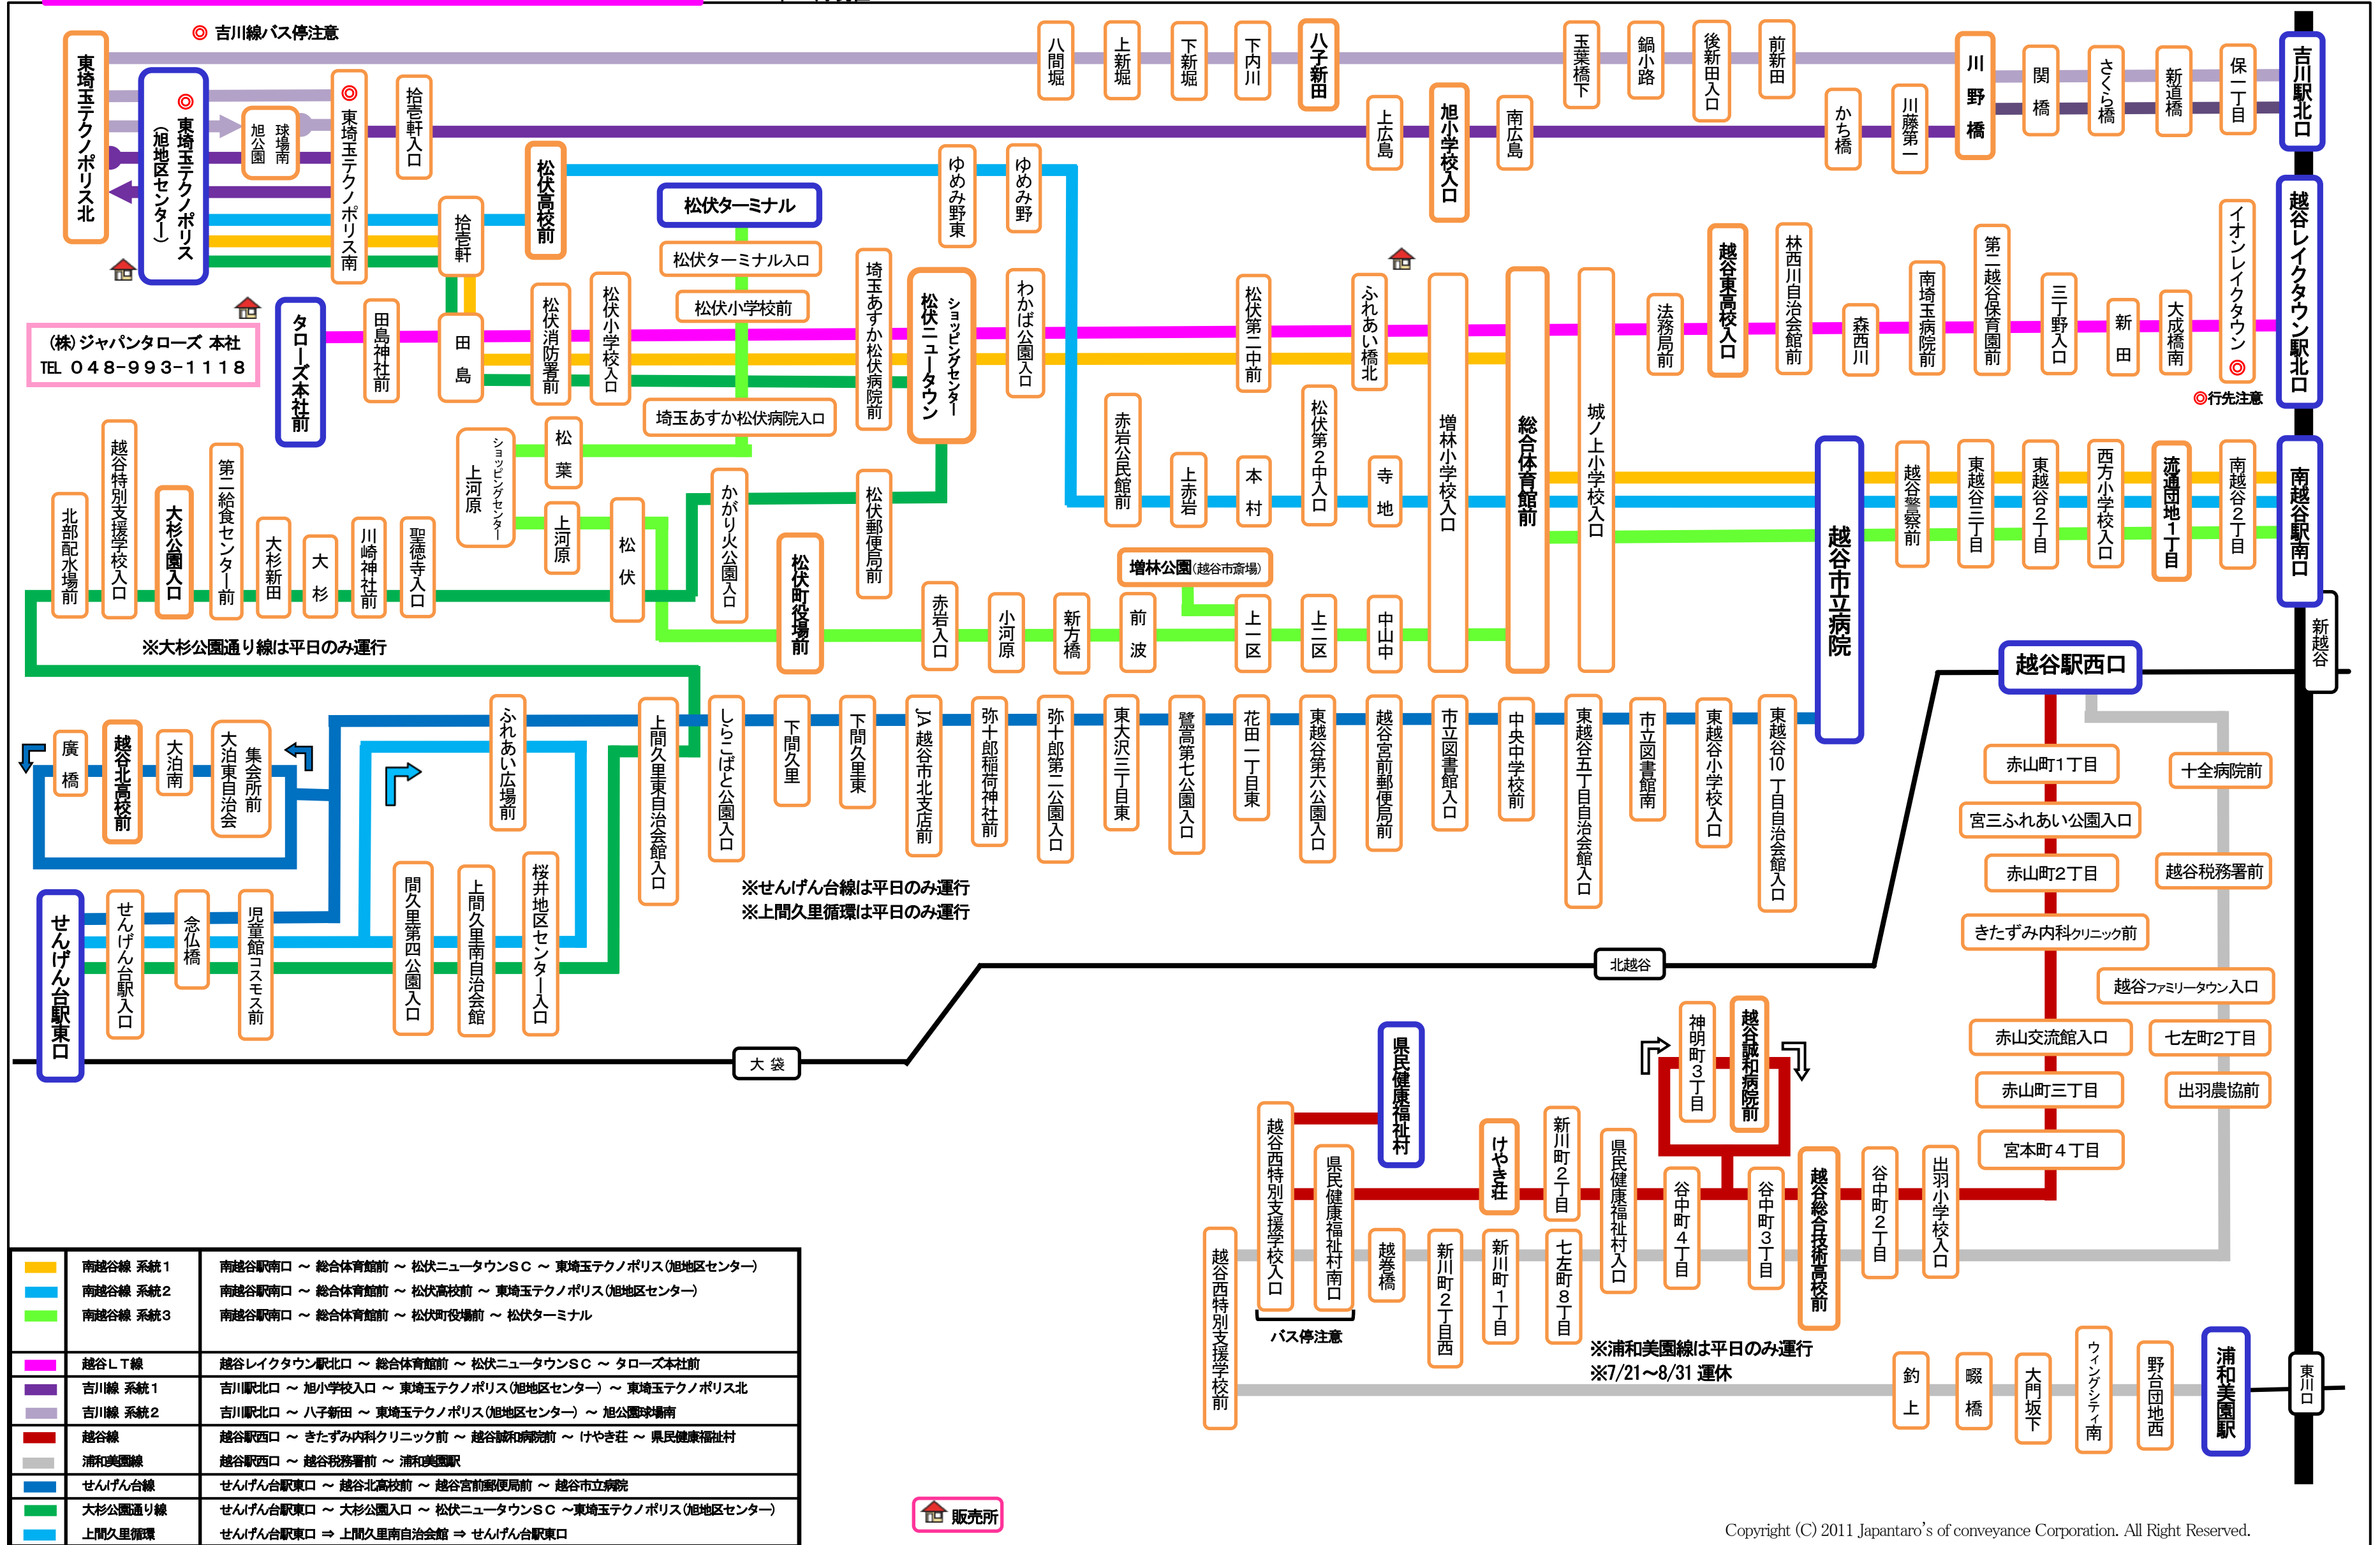 ◎ 吉川線バス停注意
東埼玉テクノポリス北
◎ 東埼玉テクノポリス
(旭地区センター)
旭公園
球場南
◎ 東埼玉テクノポリス南
拾壱軒入口
八間堀
上新堀
下新堀
下内川
八子新田
玉葉橋下
鍋小路
後新田入口
前新田
川野橋
関橋
さくら橋
新道橋
保一丁目
吉川駅北口
上広島
旭小学校入口
南広島
かち橋
川藤第一
拾壱軒
松伏高校前
松伏ターミナル
松伏ターミナル入口
松伏小学校前
ゆめみ野東
ゆめみ野
(株)ジャパンタローズ 本社
TEL 048-993-1118
タローズ本社前
田島神社前
田島
松伏消防署前
松伏小学校入口
埼玉あすか松伏病院前
ショッピングセンター
松伏ニュータウン
わかば公園入口
松伏第二中前
ふれあい橋北
増林小学校入口
総合体育館前
城ノ上小学校入口
法務局前
越谷東高校入口
林西川自治会館前
森西川
南埼玉病院前
第二越谷保育園前
三丁野入口
新田
大成橋南
イオンレイクタウン ◎
越谷レイクタウン駅北口
◎行先注意
埼玉あすか松伏病院入口
ショッピングセンター
上河原
松葉
上河原
松伏
かがり火公園入口
松伏町役場前
松伏郵便局前
赤岩公民館前
上赤岩
本村
松伏第2中入口
寺地
越谷市立病院
越谷警察前
東越谷三丁目
東越谷2丁目
西方小学校入口
流通団地1丁目
南越谷2丁目
南越谷駅南口
新越谷
北部配水場前
越谷特別支援学校入口
大杉公園入口
第二給食センター前
大杉新田
大杉
川崎神社前
聖徳寺入口
※大杉公園通り線は平日のみ運行
増林公園(越谷市斎場)
赤岩入口
小河原
新方橋
前波
上一区
上二区
中山中
廣橋
越谷北高校前
大泊南
大泊東自治会
集会所前
ふれあい広場前
上間久里東自治会館入口
しらこばと公園入口
下間久里
下間久里東
JA越谷市北支店前
弥十郎稲荷神社前
弥十郎第二公園入口
東大沢三丁目東
鷺高第七公園入口
花田一丁目東
東越谷第六公園入口
越谷宮前郵便局前
市立図書館入口
中央中学校前
東越谷五丁目自治会館入口
市立図書館南
東越谷小学校入口
東越谷10丁目自治会館入口
※せんげん台線は平日のみ運行
※上間久里循環は平日のみ運行
せんげん台駅東口
せんげん台駅入口
念仏橋
児童館コスモス前
間久里第四公園入口
上間久里南自治会館
桜井地区センター入口
大袋
北越谷
越谷駅西口
赤山町1丁目
宮三ふれあい公園入口
赤山町2丁目
きたずみ内科クリニック前
赤山交流館入口
赤山町三丁目
宮本町4丁目
十全病院前
越谷税務署前
越谷ファミリータウン入口
七左町2丁目
出羽農協前
県民健康福祉村
越谷西特別支援学校入口
県民健康福祉村南口
バス停注意
けやき荘
新川町2丁目
県民健康福祉村入口
神明町3丁目
越谷誠和病院前
谷中町4丁目
谷中町3丁目
越谷総合技術高校前
谷中町2丁目
出羽小学校入口
越谷西特別支援学校前
越巻橋
新川町2丁目西
新川町1丁目
七左町8丁目
※浦和美園線は平日のみ運行
※7/21~8/31 運休
釣上
畷橋
大門坂下
ウィングシティ南
野台団地西
浦和美園駅
東川口
南越谷線 系統1 南越谷駅南口 ~ 総合体育館前 ~ 松伏ニュータウンSC ~ 東埼玉テクノポリス(旭地区センター)
南越谷線 系統2 南越谷駅南口 ~ 総合体育館前 ~ 松伏高校前 ~ 東埼玉テクノポリス(旭地区センター)
南越谷線 系統3 南越谷駅南口 ~ 総合体育館前 ~ 松伏町役場前 ~ 松伏ターミナル
越谷LT線 越谷レイクタウン駅北口 ~ 総合体育館前 ~ 松伏ニュータウンSC ~ タローズ本社前
吉川線 系統1 吉川駅北口 ~ 旭小学校入口 ~ 東埼玉テクノポリス(旭地区センター) ~ 東埼玉テクノポリス北
吉川線 系統2 吉川駅北口 ~ 八子新田 ~ 東埼玉テクノポリス(旭地区センター) ~ 旭公園球場南
越谷線 越谷駅西口 ~ きたずみ内科クリニック前 ~ 越谷誠和病院前 ~ けやき荘 ~ 県民健康福祉村
浦和美園線 越谷駅西口 ~ 越谷税務署前 ~ 浦和美園駅
せんげん台線 せんげん台駅東口 ~ 越谷北高校前 ~ 越谷宮前郵便局前 ~ 越谷市立病院
大杉公園通り線 せんげん台駅東口 ~ 大杉公園入口 ~ 松伏ニュータウンSC ~東埼玉テクノポリス(旭地区センター)
上間久里循環 せんげん台駅東口 ⇒ 上間久里南自治会館 ⇒ せんげん台駅東口
販売所
Copyright (C) 2011 Japantaro's of conveyance Corporation. All Right Reserved.